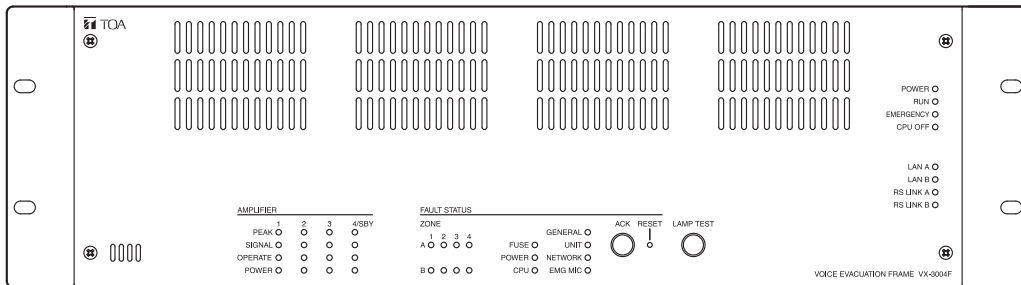 TOA
POWER
RUN
EMERGENCY
CPU OFF
LAN A
LAN B
RS LINK A
RS LINK B
AMPLIFIER
1 2 3 4/SBY
PEAK
SIGNAL
OPERATE
POWER
FAULT STATUS
ZONE
1 2 3 4
A
B
FUSE
POWER
CPU
GENERAL
UNIT
NETWORK
EMG MIC
ACK RESET LAMP TEST
VOICE EVACUATION FRAME VX-3004F